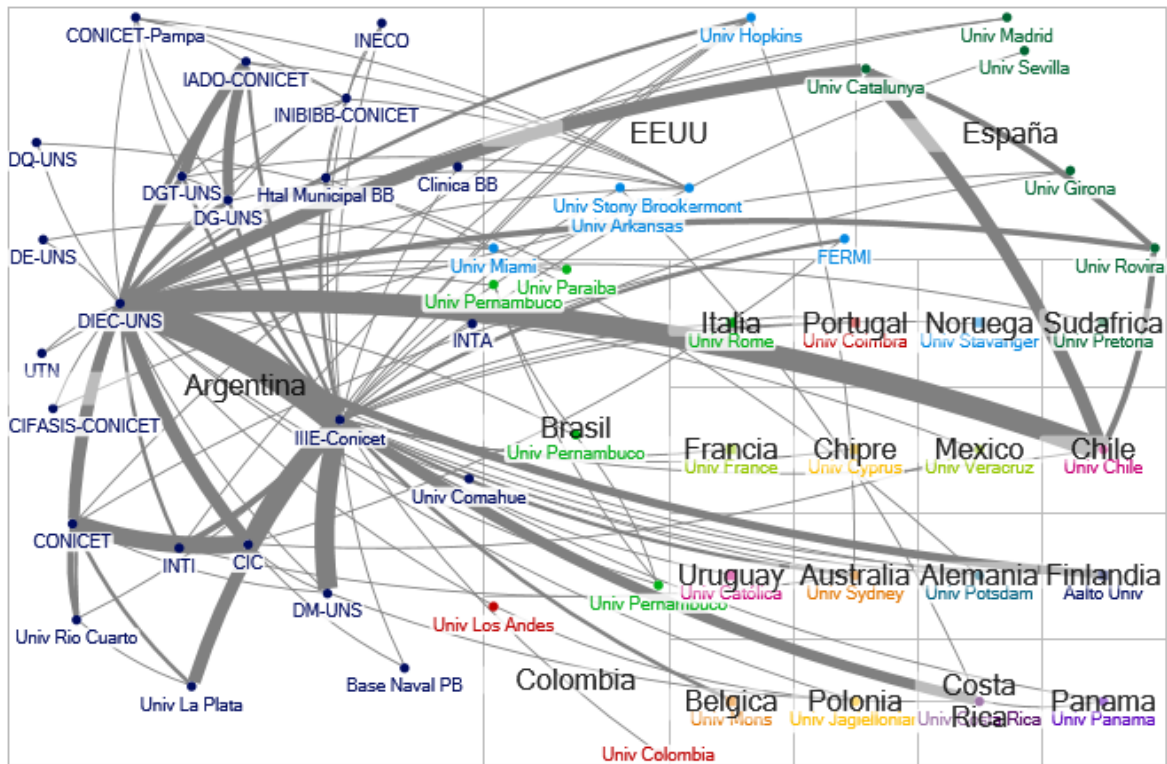 CONICET-Pampa
INECO
Univ Hopkins
Univ Madrid
Univ Sevilla
IADO-CONICET
Univ Catalunya
INIBIBB-CONICET
EEUU
España
DQ-UNS
DGT-UNS
Htal Municipal BB
Clinica BB
Univ Girona
DG-UNS
Univ Stony Brookermont
Univ Arkansas
DE-UNS
Univ Miami
FERMI
Univ Rovira
Univ Paraiba
Univ Pernambuco
DIEC-UNS
INTA
Italia
Portugal
Noruega
Sudafrica
Univ Rome
Univ Coimbra
Univ Stavanger
Univ Pretoria
UTN
Argentina
CIFASIS-CONICET
IIIE-Conicet
Brasil
Univ Pernambuco
Francia
Chipre
Mexico
Chile
Univ France
Univ Cyprus
Univ Veracruz
Univ Chile
Univ Comahue
CONICET
INTI
CIC
Uruguay
Australia
Alemania
Finlandia
Univ Católica
Univ Sydney
Univ Potsdam
Aalto Univ
DM-UNS
Univ Pernambuco
Univ Los Andes
Univ Rio Cuarto
Base Naval PB
Colombia
Univ La Plata
Belgica
Polonia
Costa
Rica
Panama
Univ Mons
Univ Jagiellonian
Univ Costa Rica
Univ Panama
Univ Colombia